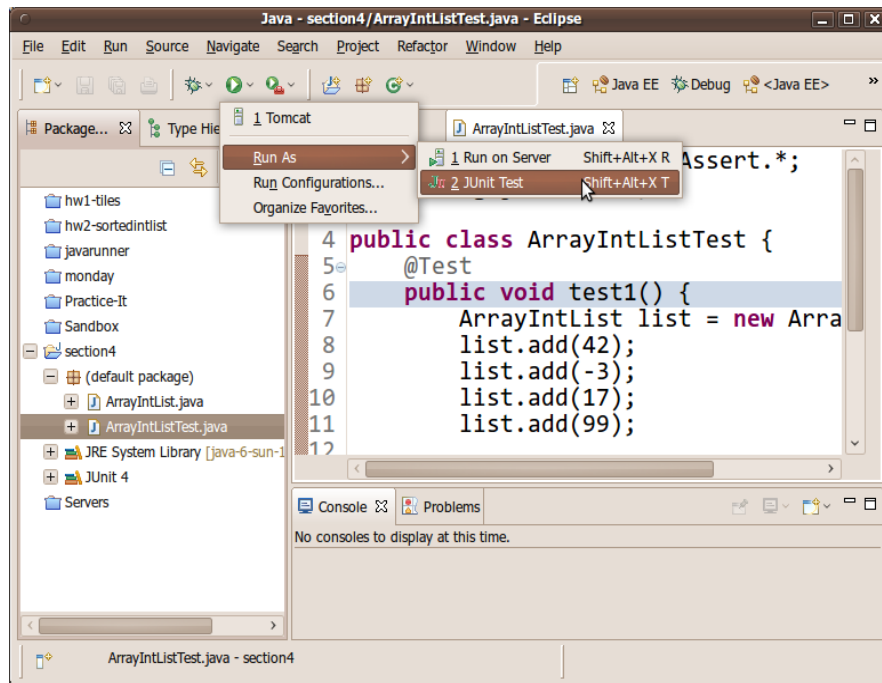 Java - section4/ArrayIntListTest.java - Eclipse
File Edit Run Source Navigate Search Project Refactor Window Help
Java EE Debug <Java EE> »
Package... Type Hie
ArrayIntListTest.java
1 Tomcat
Run As
Run Configurations...
Organize Favorites...
1 Run on Server Shift+Alt+X R
2 JUnit Test Shift+Alt+X T
Assert.*;
4 public class ArrayIntListTest {
5 @Test
6 public void test1() {
7 ArrayIntList list = new Arra
8 list.add(42);
9 list.add(-3);
10 list.add(17);
11 list.add(99);
12
hw1-tiles
hw2-sortedintlist
javarunner
monday
Practice-It
Sandbox
section4
(default package)
ArrayIntList.java
ArrayIntListTest.java
JRE System Library [java-6-sun-1
JUnit 4
Servers
Console Problems
No consoles to display at this time.
ArrayIntListTest.java - section4